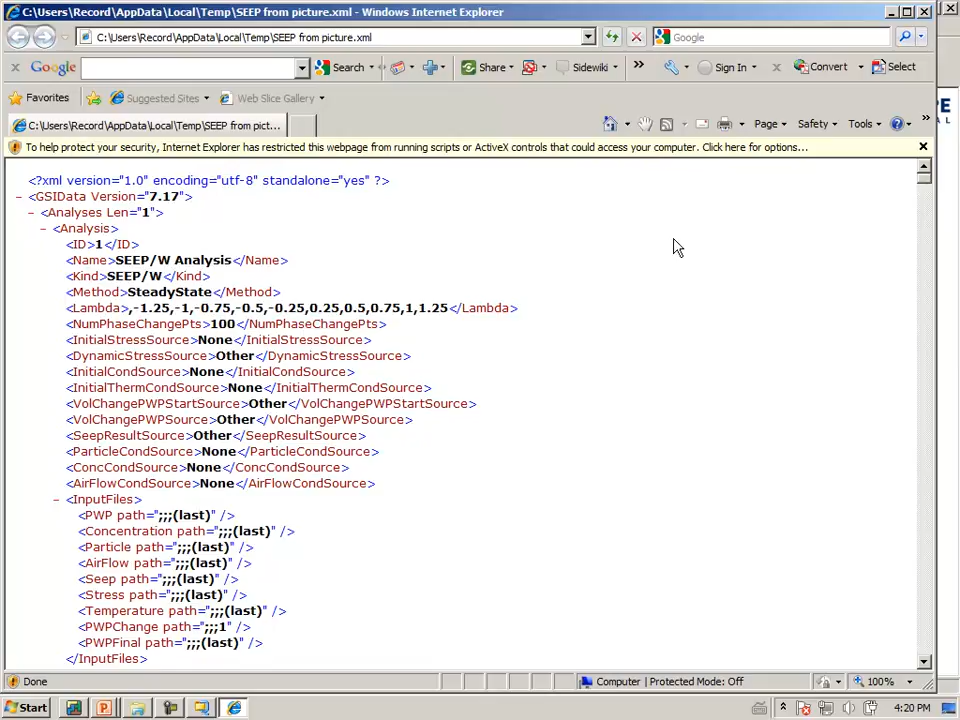 C:\Users\Record\AppData\Local\Temp\SEEP from picture.xml - Windows Internet Explorer
C:\Users\Record\AppData\Local\Temp\SEEP from picture.xml
Google
Google
Search
Share
Sidewiki
»
Sign In
Convert
Select
Favorites
Suggested Sites
Web Slice Gallery
C:\Users\Record\AppData\Local\Temp\SEEP from pict...
Page
Safety
Tools
»
To help protect your security, Internet Explorer has restricted this webpage from running scripts or ActiveX controls that could access your computer. Click here for options...
<?xml version="1.0" encoding="utf-8" standalone="yes" ?>
- <GSIData Version="7.17">
- <Analyses Len="1">
- <Analysis>
<ID>1</ID>
<Name>SEEP/W Analysis</Name>
<Kind>SEEP/W</Kind>
<Method>SteadyState</Method>
<Lambda>,-1.25,-1,-0.75,-0.5,-0.25,0.25,0.5,0.75,1,1.25</Lambda>
<NumPhaseChangePts>100</NumPhaseChangePts>
<InitialStressSource>None</InitialStressSource>
<DynamicStressSource>Other</DynamicStressSource>
<InitialCondSource>None</InitialCondSource>
<InitialThermCondSource>None</InitialThermCondSource>
<VolChangePWPStartSource>Other</VolChangePWPStartSource>
<VolChangePWPSource>Other</VolChangePWPSource>
<SeepResultSource>Other</SeepResultSource>
<ParticleCondSource>None</ParticleCondSource>
<ConcCondSource>None</ConcCondSource>
<AirFlowCondSource>None</AirFlowCondSource>
- <InputFiles>
<PWP path=";;;(last)" />
<Concentration path=";;;(last)" />
<Particle path=";;;(last)" />
<AirFlow path=";;;(last)" />
<Seep path=";;;(last)" />
<Stress path=";;;(last)" />
<Temperature path=";;;(last)" />
<PWPChange path=";;;1" />
<PWPFinal path=";;;(last)" />
</InputFiles>
Done
Computer | Protected Mode: Off
100%
Start
4:20 PM